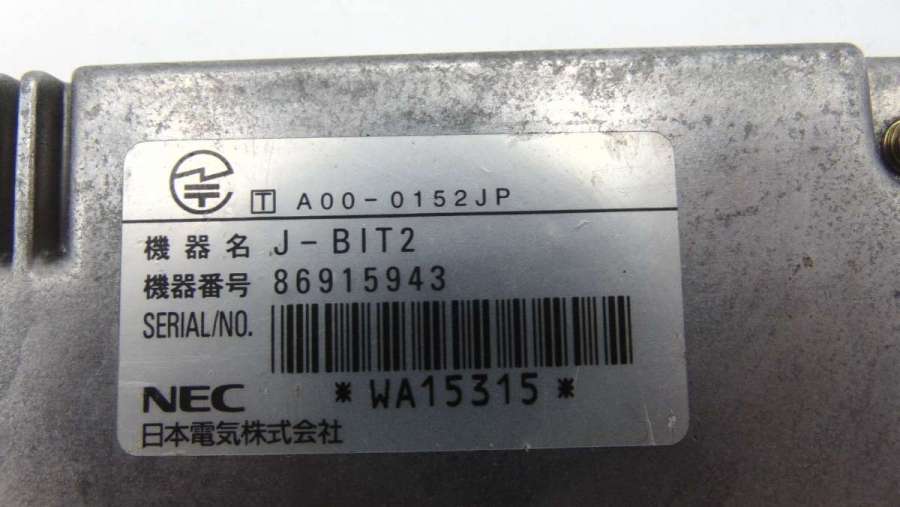 T A00-0152JP
機器名 J-BIT2
機器番号 86915943
SERIAL/NO.
*WA15315*
NEC
日本電気株式会社